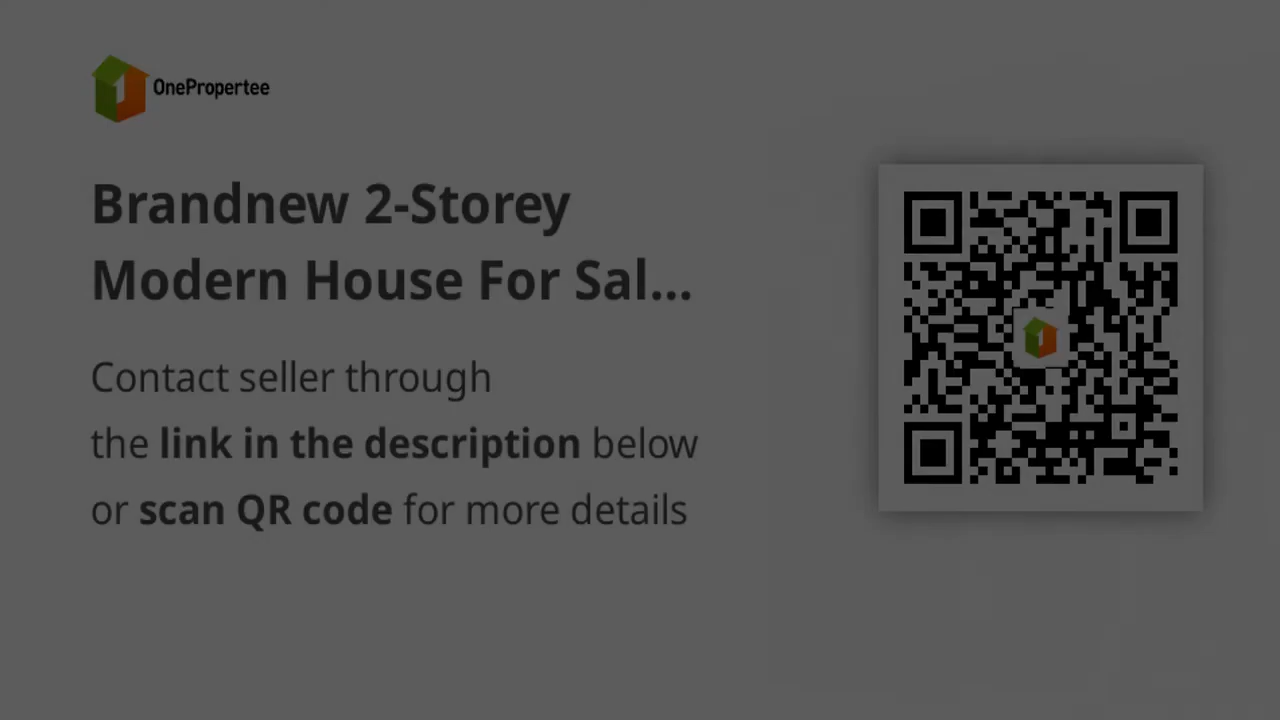 OnePropertee
Brandnew 2-Storey
Modern House For Sal...
Contact seller through
the link in the description below
or scan QR code for more details